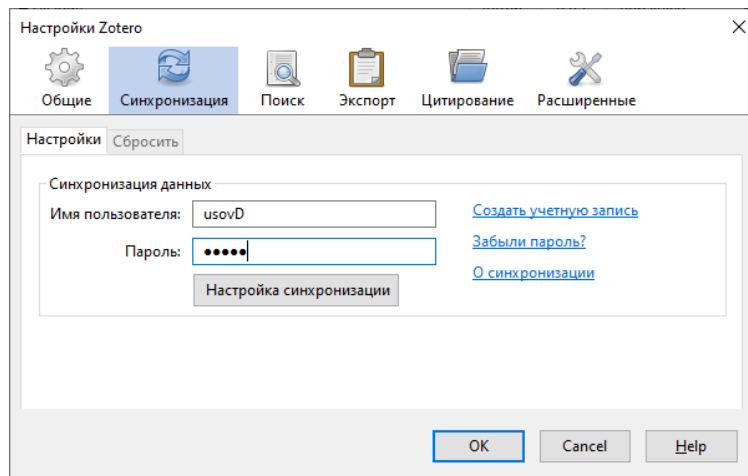 Настройки Zotero
Общие Синхронизация Поиск Экспорт Цитирование Расширенные
Настройки Сбросить
Синхронизация данных
Имя пользователя: usovD Создать учетную запись
Пароль: ●●●●● Забыли пароль?
О синхронизации
Настройка синхронизации
OK Cancel Help